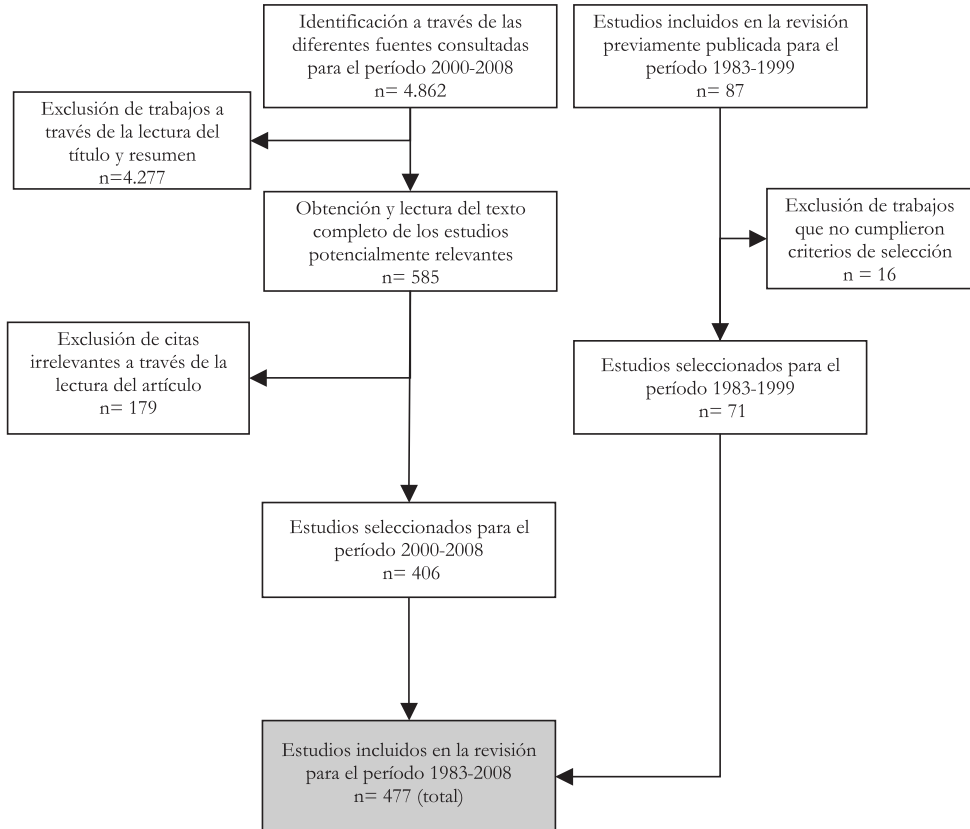 Identificación a través de las
diferentes fuentes consultadas
para el período 2000-2008
n= 4.862
Estudios incluidos en la revisión
previamente publicada para el
período 1983-1999
n= 87
Exclusión de trabajos a
través de la lectura del
título y resumen
n=4.277
Obtención y lectura del texto
completo de los estudios
potencialmente relevantes
n= 585
Exclusión de trabajos
que no cumplieron
criterios de selección
n = 16
Exclusión de citas
irrelevantes a través de la
lectura del artículo
n= 179
Estudios seleccionados para el
período 1983-1999
n= 71
Estudios seleccionados para el
período 2000-2008
n= 406
Estudios incluidos en la revisión
para el período 1983-2008
n= 477 (total)